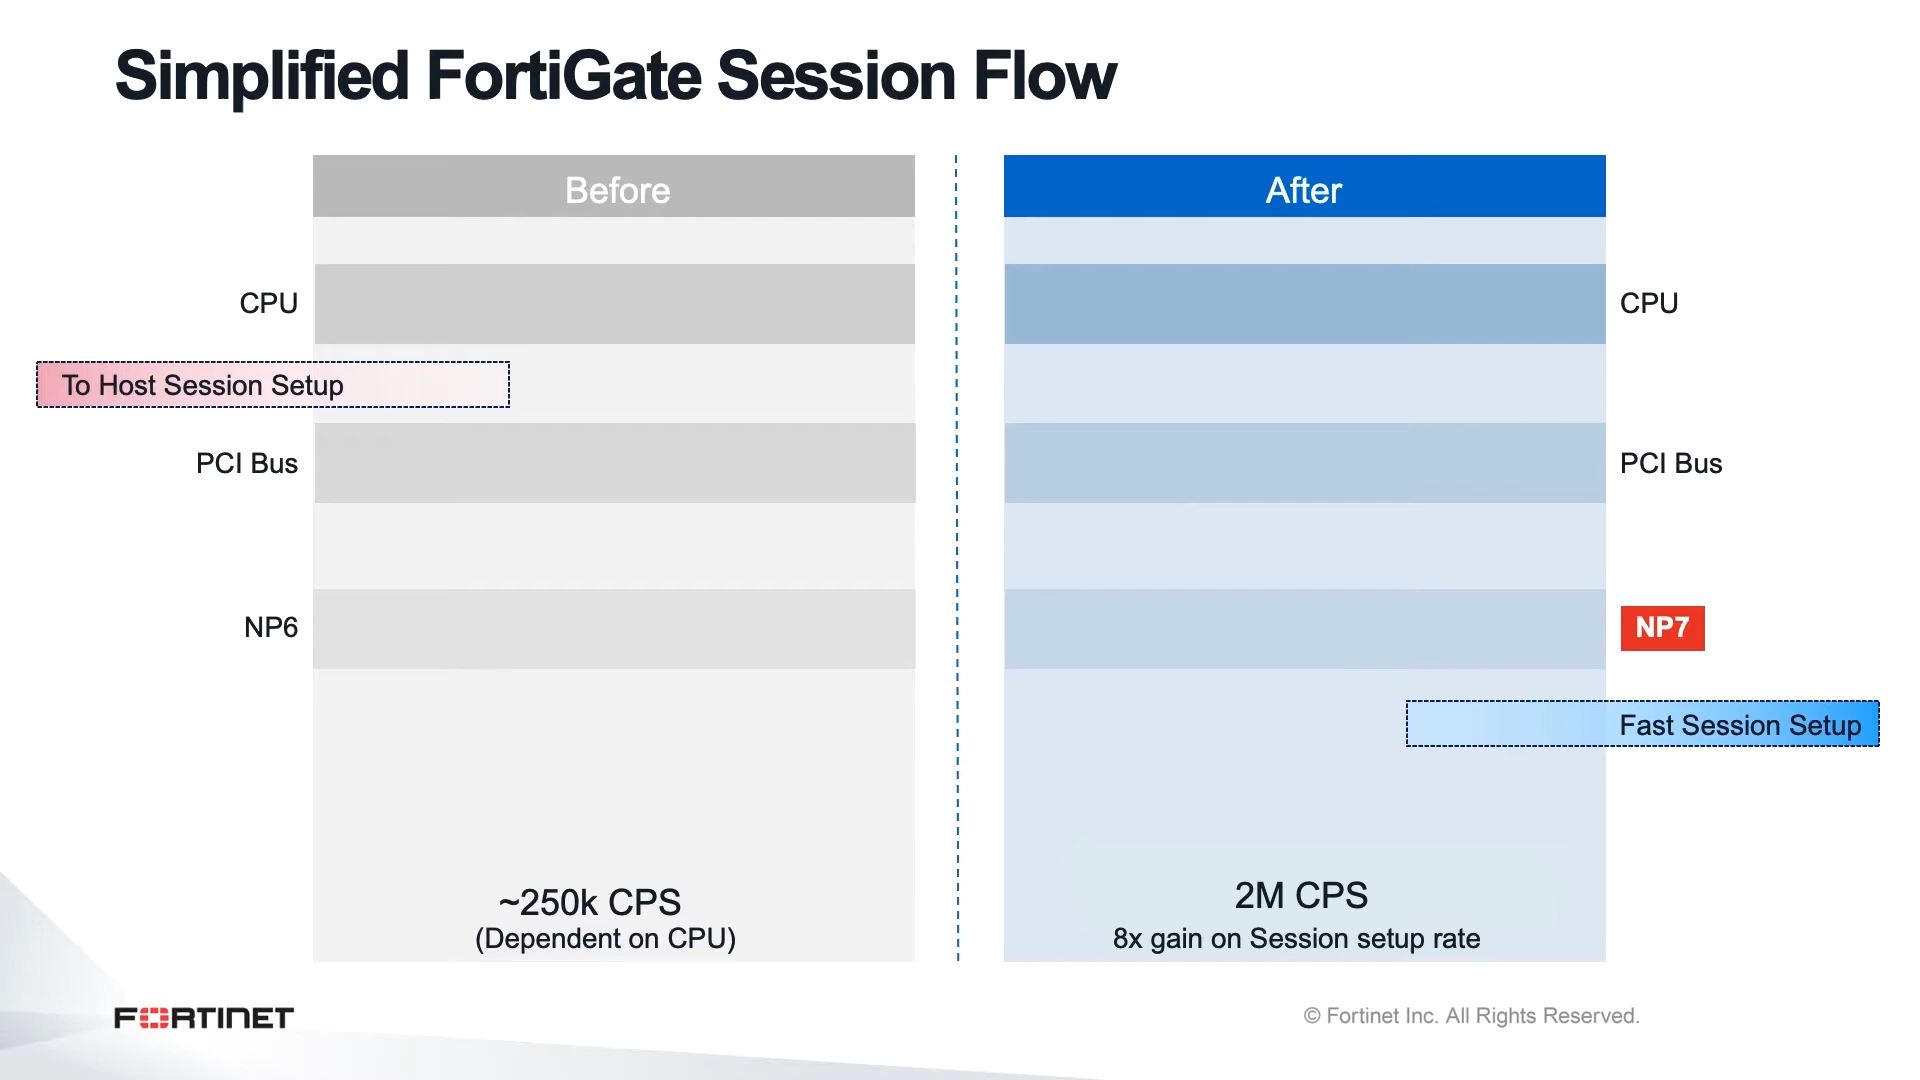 Simplified FortiGate Session Flow
Before
After
CPU
CPU
To Host Session Setup
PCI Bus
PCI Bus
NP6
NP7
Fast Session Setup
~250k CPS
(Dependent on CPU)
2M CPS
8x gain on Session setup rate
FORTINET
© Fortinet Inc. All Rights Reserved.